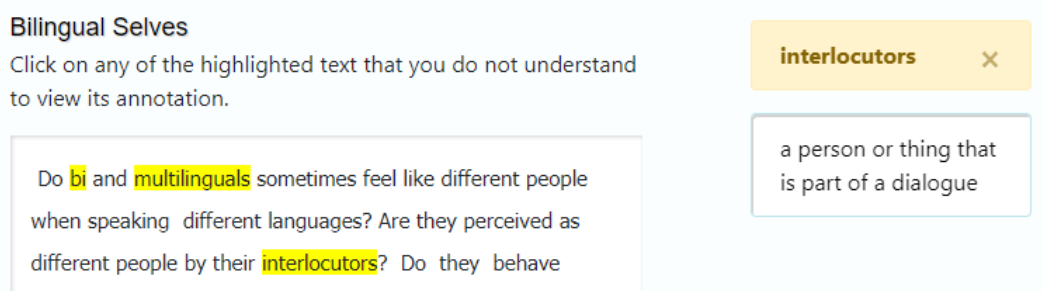 Bilingual Selves
Click on any of the highlighted text that you do not understand
to view its annotation.
Do bi and multilinguals sometimes feel like different people
when speaking different languages? Are they perceived as
different people by their interlocutors? Do they behave
interlocutors ×
a person or thing that
is part of a dialogue